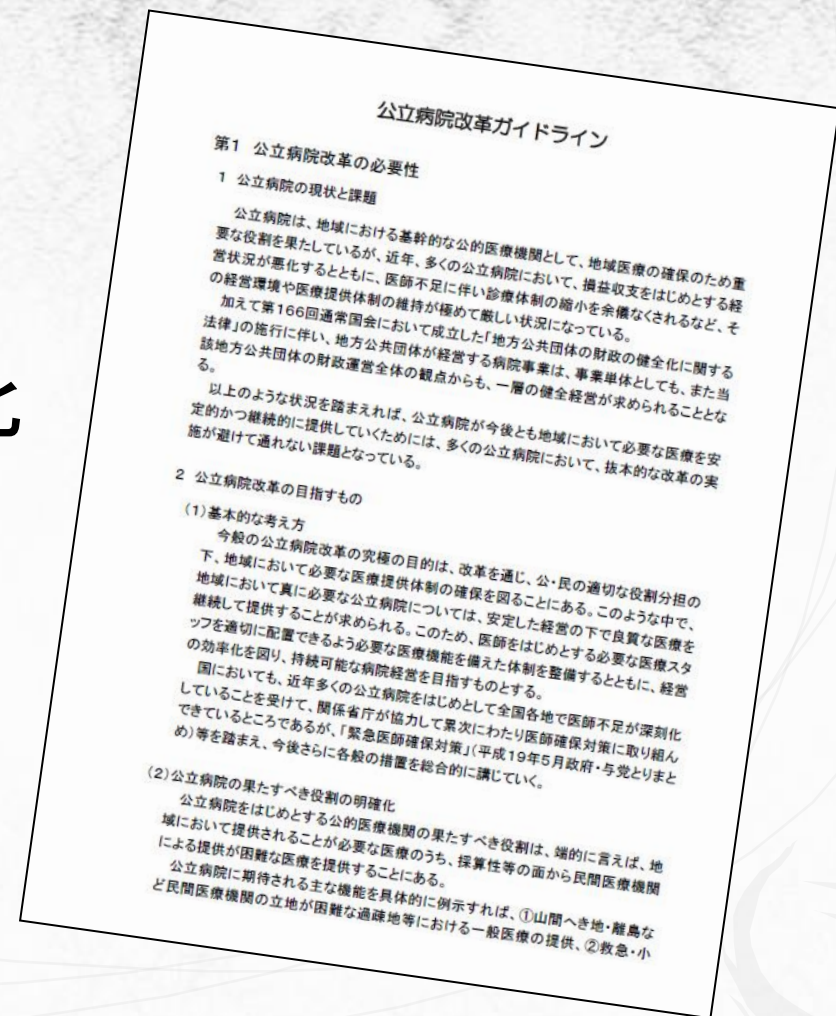 化
公立病院改革ガイドライン
第1 公立病院改革の必要性
1 公立病院の現状と課題
公立病院は、地域における基幹的な公的医療機関として、地域医療の確保のため重
要な役割を果たしているが、近年、多くの公立病院において、損益収支をはじめとする経
営状況が悪化するとともに、医師不足に伴い診療体制の縮小を余儀なくされるなど、そ
の経営環境や医療提供体制の維持が極めて厳しい状況になっている。
加えて第166回通常国会において成立した「地方公共団体の財政の健全化に関する
法律」の施行に伴い、地方公共団体が経営する病院事業は、事業単体としても、また当
該地方公共団体の財政運営全体の観点からも、一層の健全経営が求められることとな
る。
以上のような状況を踏まえれば、公立病院が今後とも地域において必要な医療を安
定的かつ継続的に提供していくためには、多くの公立病院において、抜本的な改革の実
施が避けて通れない課題となっている。
2 公立病院改革の目指すもの
(1)基本的な考え方
今般の公立病院改革の究極の目的は、改革を通じ、公・民の適切な役割分担の
下、地域において必要な医療提供体制の確保を図ることにある。このような中で、
地域において真に必要な公立病院については、安定した経営の下で良質な医療を
継続して提供することが求められる。このため、医師をはじめとする必要な医療スタ
ッフを適切に配置できるよう必要な医療機能を備えた体制を整備するとともに、経営
の効率化を図り、持続可能な病院経営を目指すものとする。
国においても、近年多くの公立病院をはじめとして全国各地で医師不足が深刻化
していることを受けて、関係省庁が協力して累次にわたり医師確保対策に取り組ん
できているところであるが、「緊急医師確保対策」(平成19年5月政府・与党とりまと
め)等を踏まえ、今後さらに各般の措置を総合的に講じていく。
(2)公立病院の果たすべき役割の明確化
公立病院をはじめとする公的医療機関の果たすべき役割は、端的に言えば、地
域において提供されることが必要な医療のうち、採算性等の面から民間医療機関
による提供が困難な医療を提供することにある。
公立病院に期待される主な機能を具体的に例示すれば、①山間へき地・離島な
ど民間医療機関の立地が困難な過疎地等における一般医療の提供、②救急・小